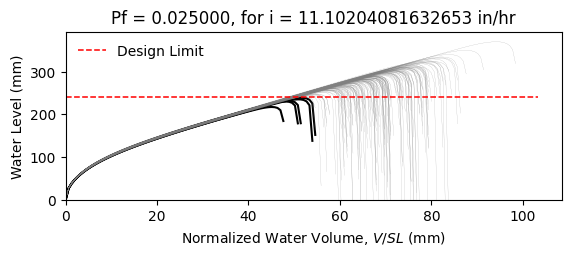 Pf = 0.025000, for i = 11.10204081632653 in/hr
Design Limit
Water Level (mm)
300
200
100
0
0 20 40 60 80 100
Normalized Water Volume, V/SL (mm)